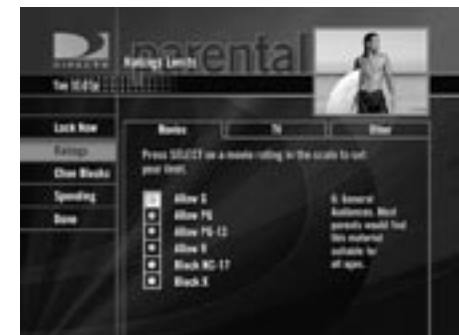 parental
DIRECTV
Ratings Limits
Tue
Lock Now
Ratings
Chan Blocks
Spending
Done
Movies
TV
Other
Press SELECT on a movie rating in the scale to set
your limit.
Allow G
Allow PG
Allow PG-13
Allow R
Block NC-17
Block X
G: General
Audiences. Most
parents would find
this material
suitable for
all ages.